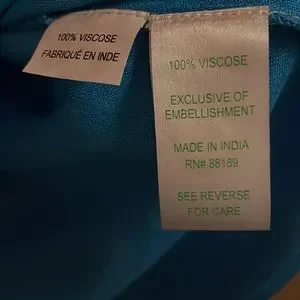 100% VISCOSE
FABRIQUÉ EN INDE
100% VISCOSE
EXCLUSIVE OF
EMBELLISHMENT
MADE IN INDIA
RN# 88189
SEE REVERSE
FOR CARE